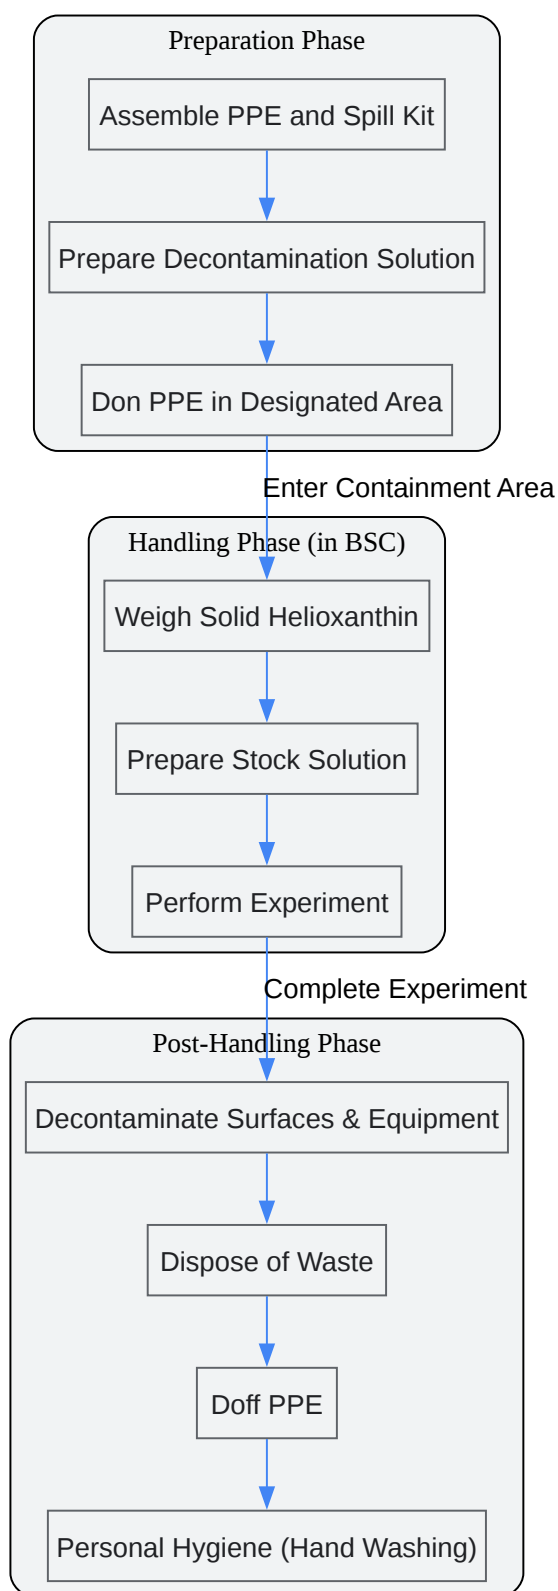 Preparation Phase
Assemble PPE and Spill Kit
Prepare Decontamination Solution
Don PPE in Designated Area
Enter Containment Area
Handling Phase (in BSC)
Weigh Solid Helioxanthin
Prepare Stock Solution
Perform Experiment
Complete Experiment
Post-Handling Phase
Decontaminate Surfaces & Equipment
Dispose of Waste
Doff PPE
Personal Hygiene (Hand Washing)